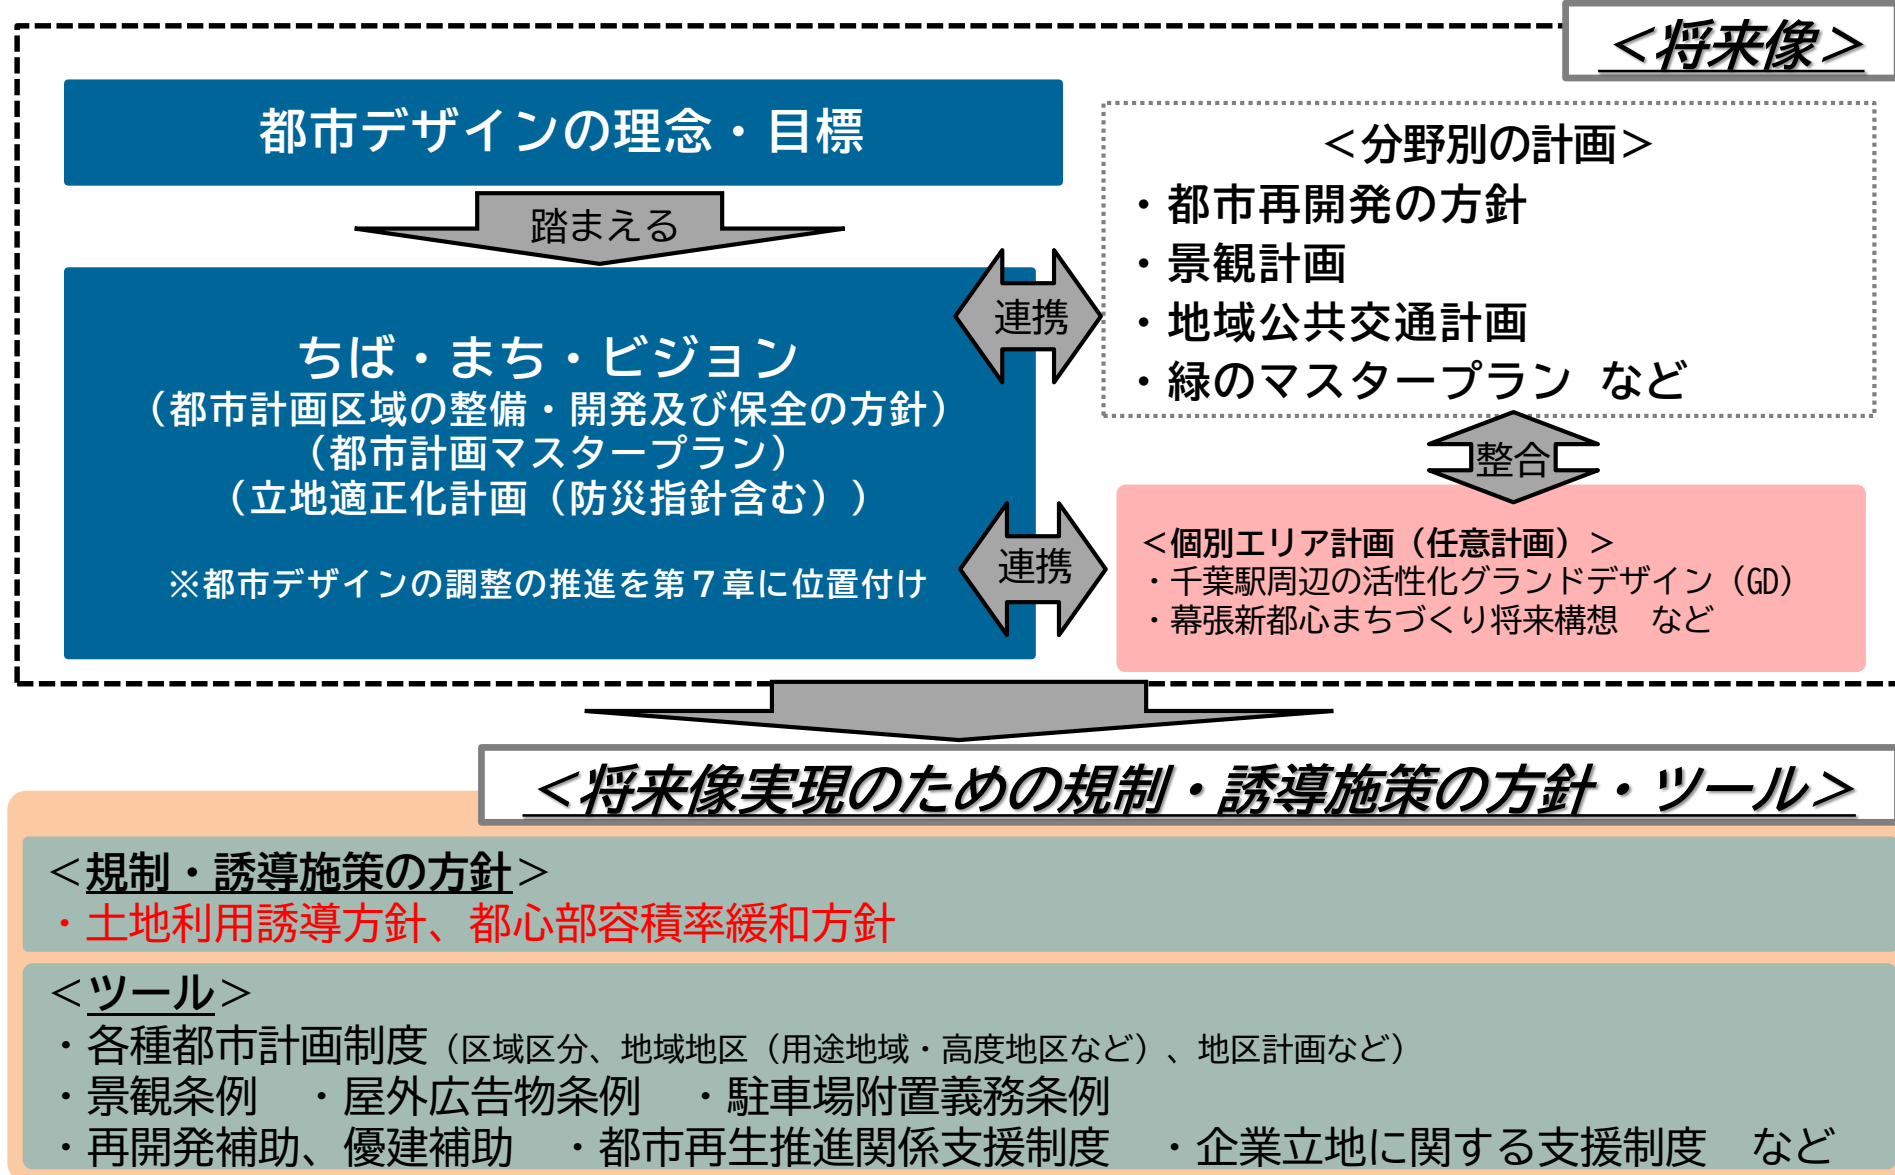 ＜将来像＞
都市デザインの理念・目標
踏まえる
ちば・まち・ビジョン
（都市計画区域の整備・開発及び保全の方針）
（都市計画マスタープラン）
（立地適正化計画（防災指針含む））
※都市デザインの調整の推進を第７章に位置付け
連携
連携
＜分野別の計画＞
・都市再開発の方針
・景観計画
・地域公共交通計画
・緑のマスタープラン など
整合
＜個別エリア計画（任意計画）＞
・千葉駅周辺の活性化グランドデザイン（GD）
・幕張新都心まちづくり将来構想　など
＜将来像実現のための規制・誘導施策の方針・ツール＞
＜規制・誘導施策の方針＞
・土地利用誘導方針、都心部容積率緩和方針
＜ツール＞
・各種都市計画制度（区域区分、地域地区（用途地域・高度地区など）、地区計画など）
・景観条例　・屋外広告物条例　・駐車場附置義務条例
・再開発補助、優建補助　・都市再生推進関係支援制度　・企業立地に関する支援制度　など